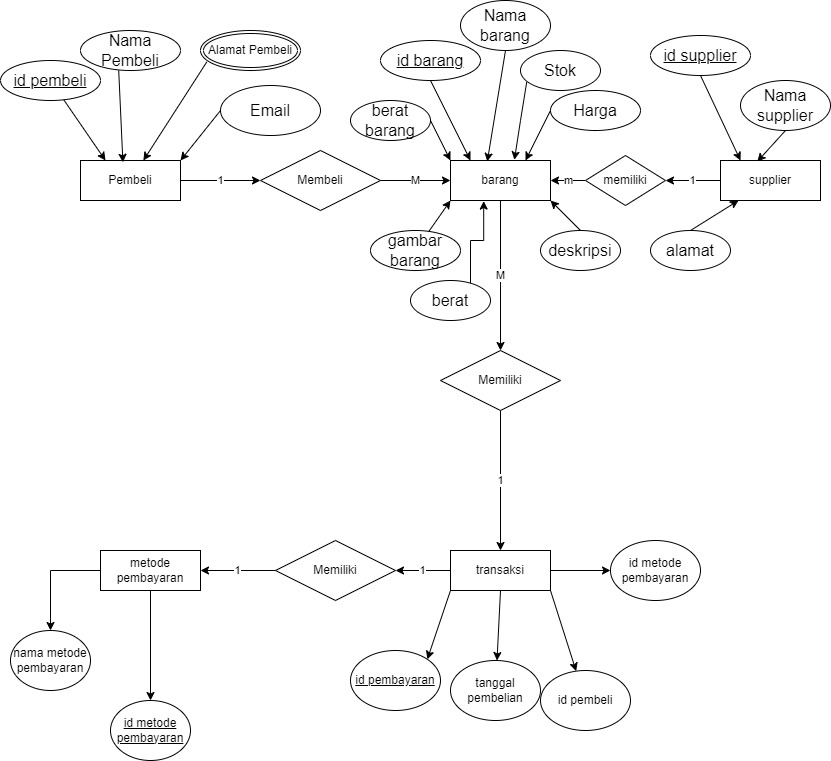 Nama
Pembeli
Alamat Pembeli
id pembeli
Email
Nama
barang
id barang
Stok
berat
barang
Harga
id supplier
Nama
supplier
Pembeli
1
Membeli
M
barang
m
memiliki
1
supplier
gambar
barang
deskripsi
alamat
berat
M
Memiliki
1
metode
pembayaran
1
Memiliki
1
transaksi
id metode
pembayaran
nama metode
pembayaran
id pembayaran
tanggal
pembelian
id pembeli
id metode
pembayaran